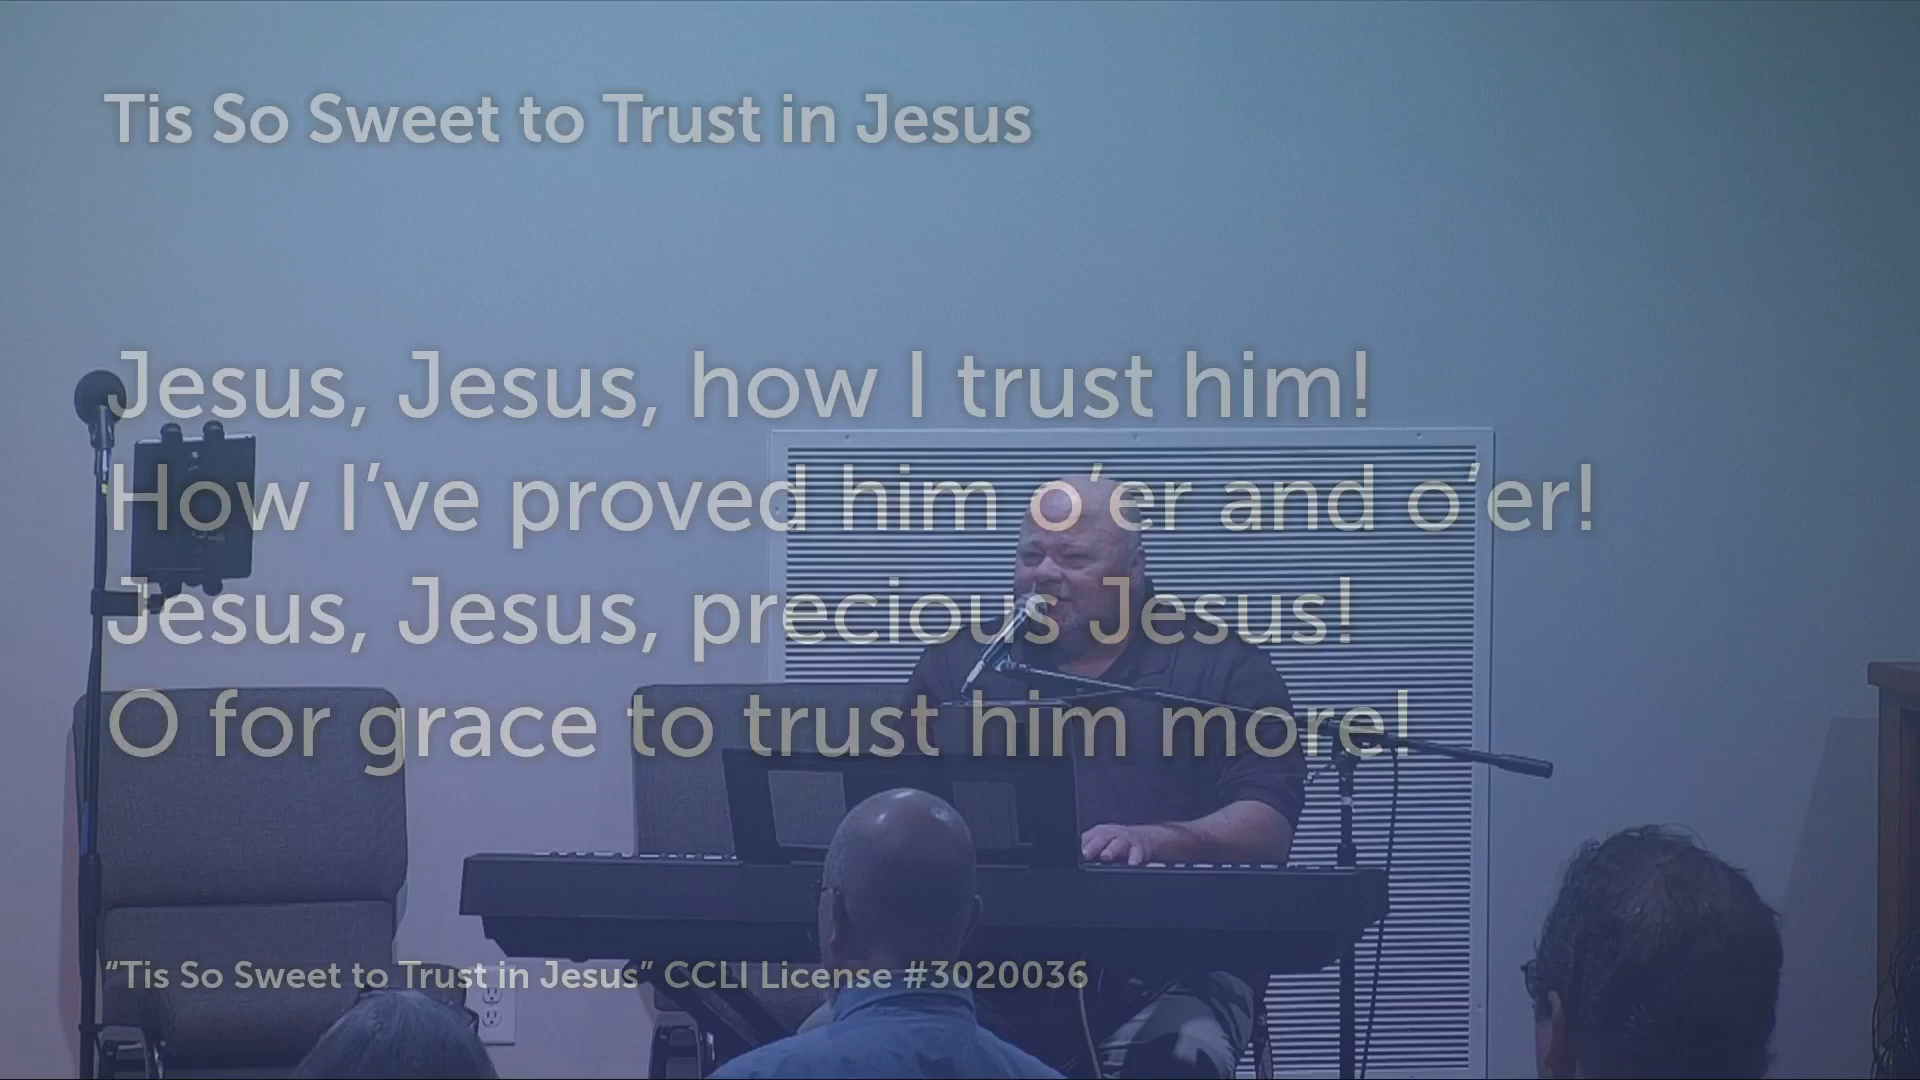 Tis So Sweet to Trust in Jesus
Jesus, Jesus, how I trust him!
How I’ve proved him o’er and o’er!
Jesus, Jesus, precious Jesus!
O for grace to trust him more!
“Tis So Sweet to Trust in Jesus” CCLI License #3020036